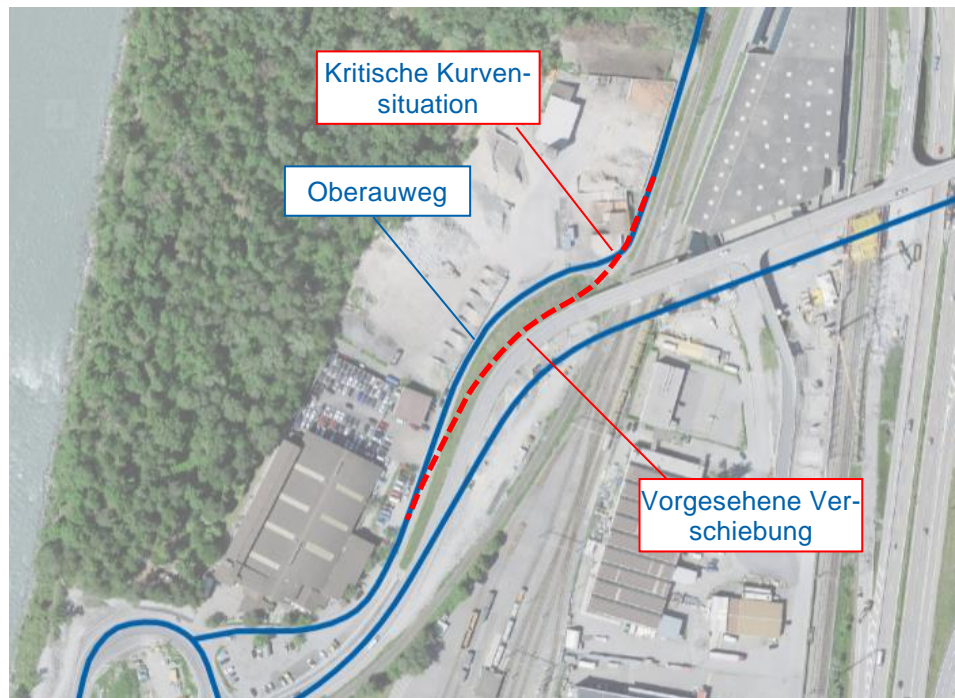 Kritische Kurven-
situation
Oberauweg
Vorgesehene Ver-
schiebung